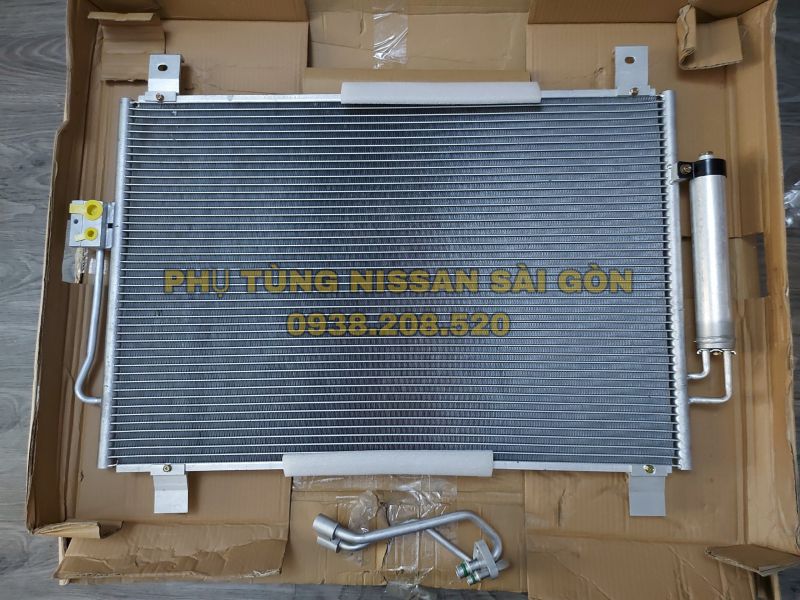 PHỤ TÙNG NISSAN SÀI GÒN
0938.208.520